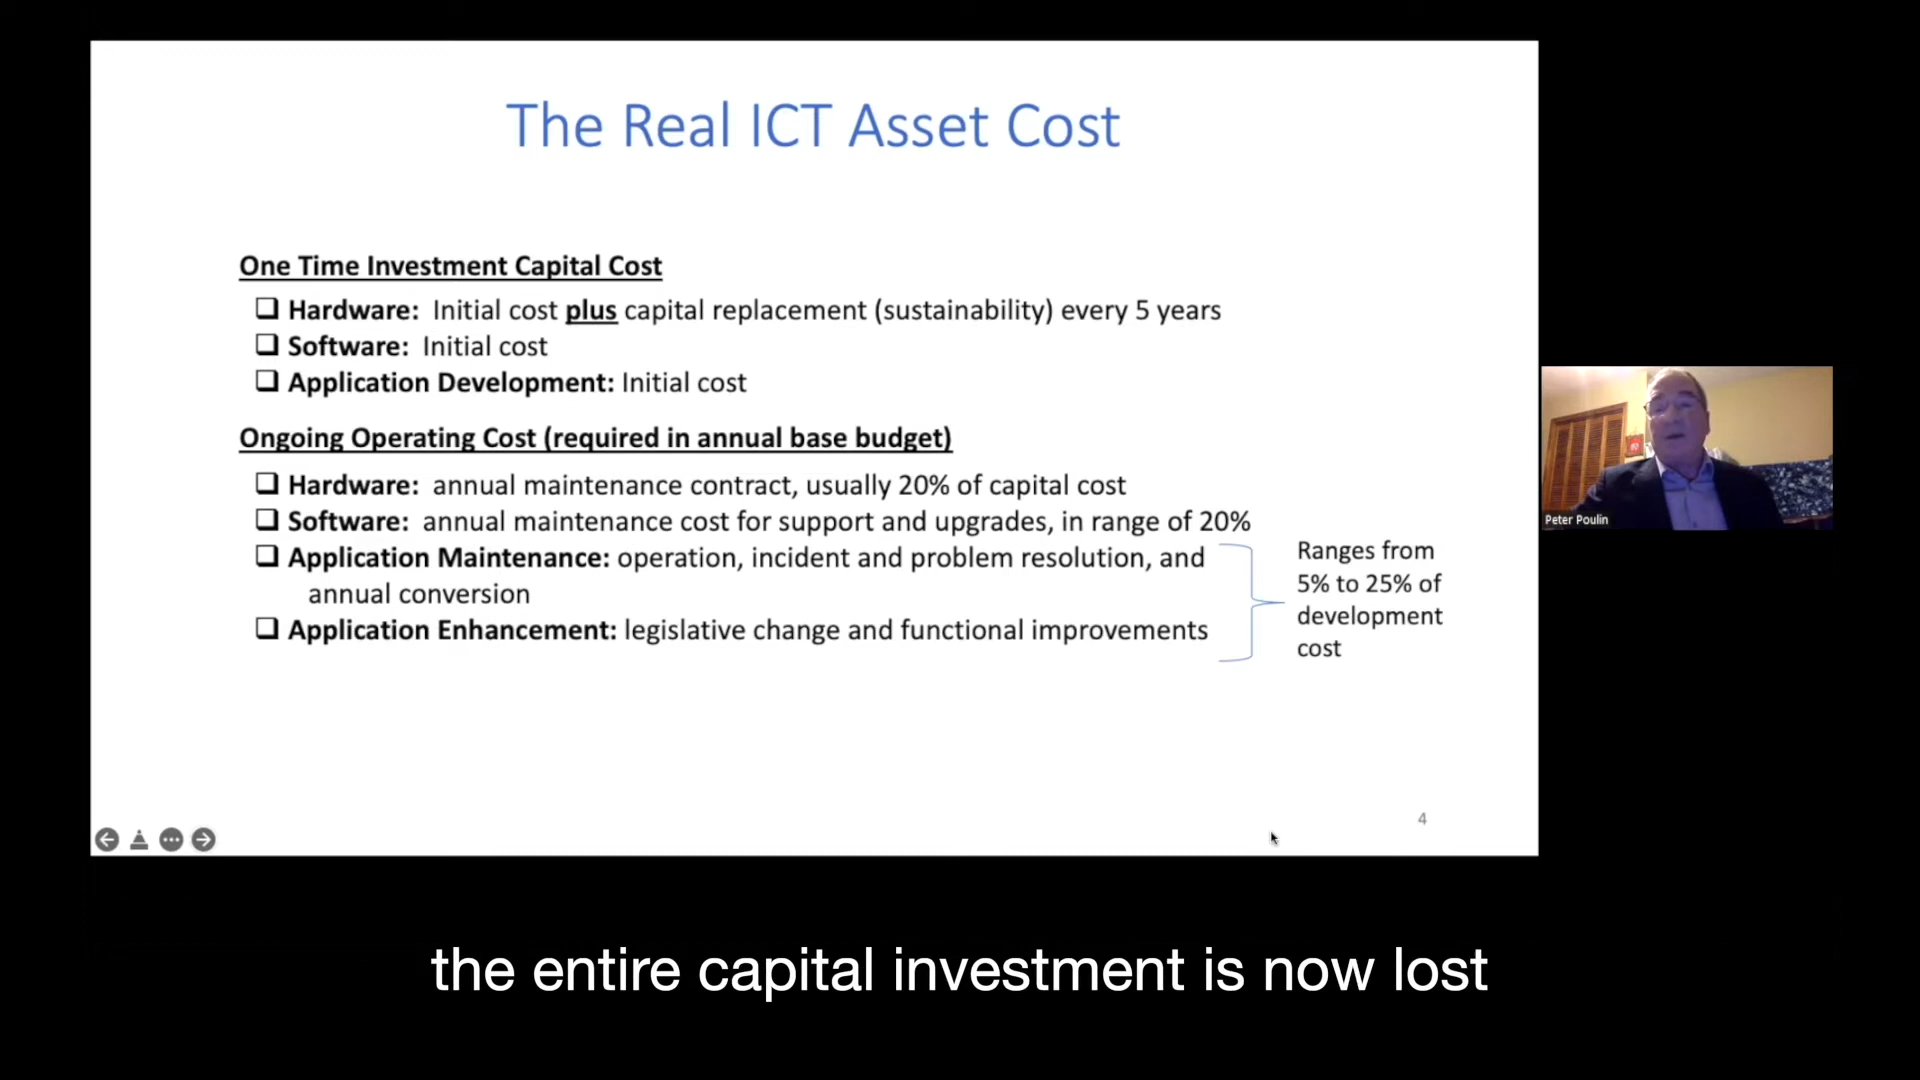 The Real ICT Asset Cost
One Time Investment Capital Cost
Hardware: Initial cost plus capital replacement (sustainability) every 5 years
Software: Initial cost
Application Development: Initial cost
Ongoing Operating Cost (required in annual base budget)
Hardware: annual maintenance contract, usually 20% of capital cost
Software: annual maintenance cost for support and upgrades, in range of 20%
Application Maintenance: operation, incident and problem resolution, and
annual conversion
Application Enhancement: legislative change and functional improvements
Ranges from
5% to 25% of
development
cost
4
Peter Poulin
the entire capital investment is now lost